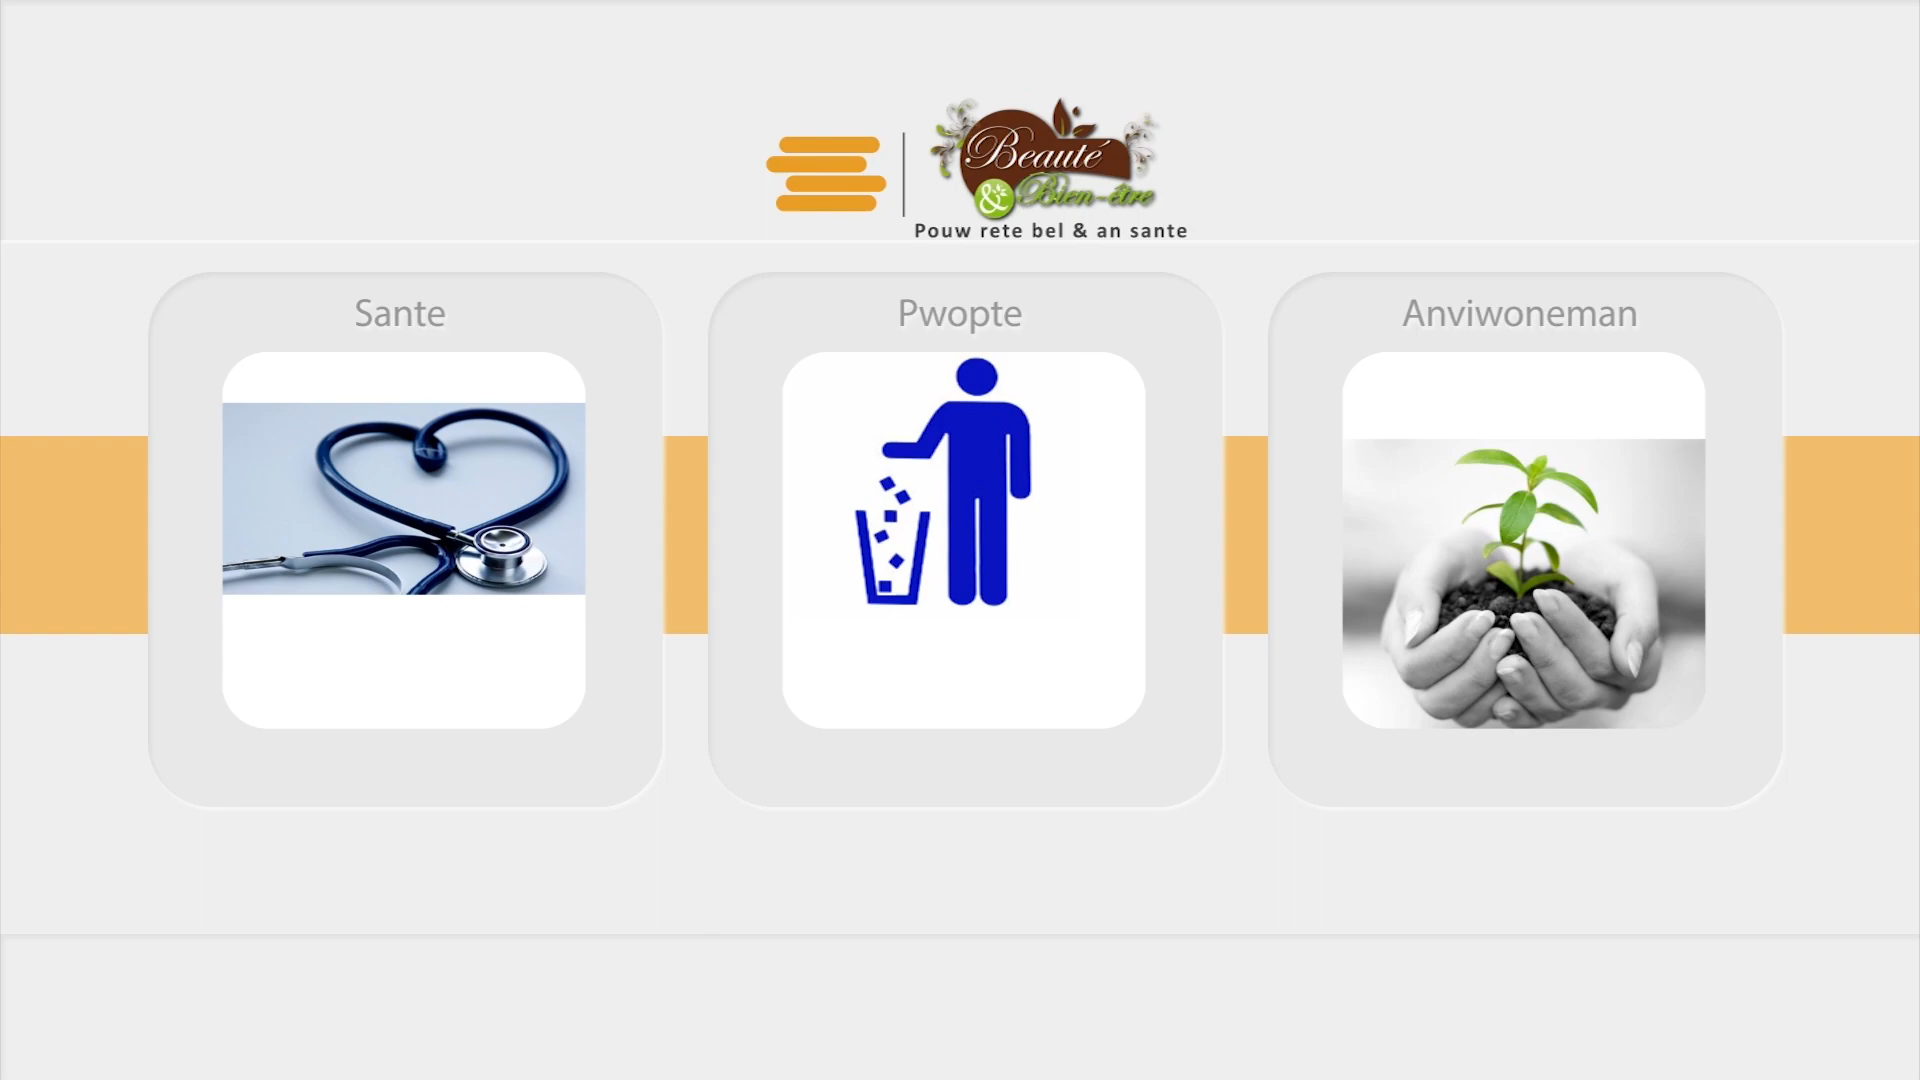 Beauté
& Bien-être
Pouw rete bel & an sante
Sante
Pwopte
Anviwoneman